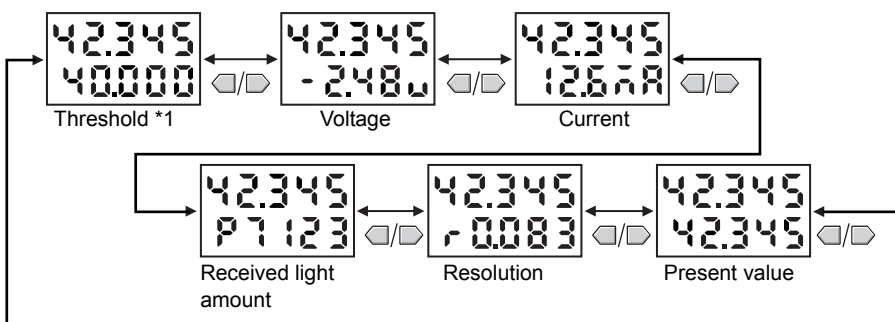 42.345
40.000
Threshold *1
42.345
-2.48u
Voltage
42.345
12.6mA
Current
/
/
/
42.345
P7123
Received light
amount
42.345
r0.083
Resolution
42.345
42.345
Present value
/
/
/